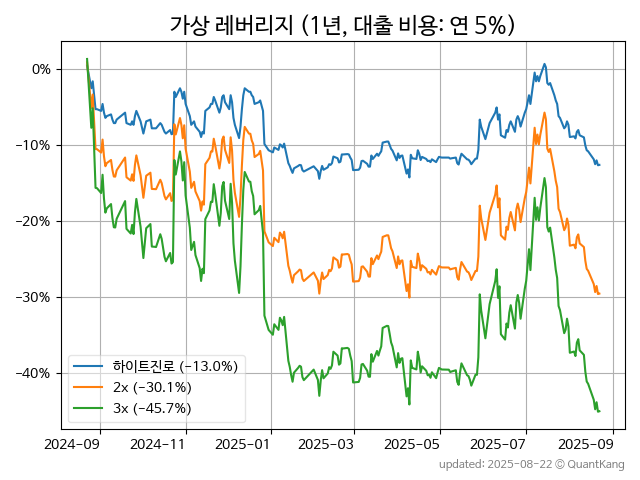 가상 레버리지 (1년, 대출 비용: 연 5%)
0%
−10%
−20%
−30%
−40%
하이트진로 (−13.0%)
2x (−30.1%)
3x (−45.7%)
2024-09 2024-11 2025-01 2025-03 2025-05 2025-07 2025-09
updated: 2025-08-22 © QuantKang